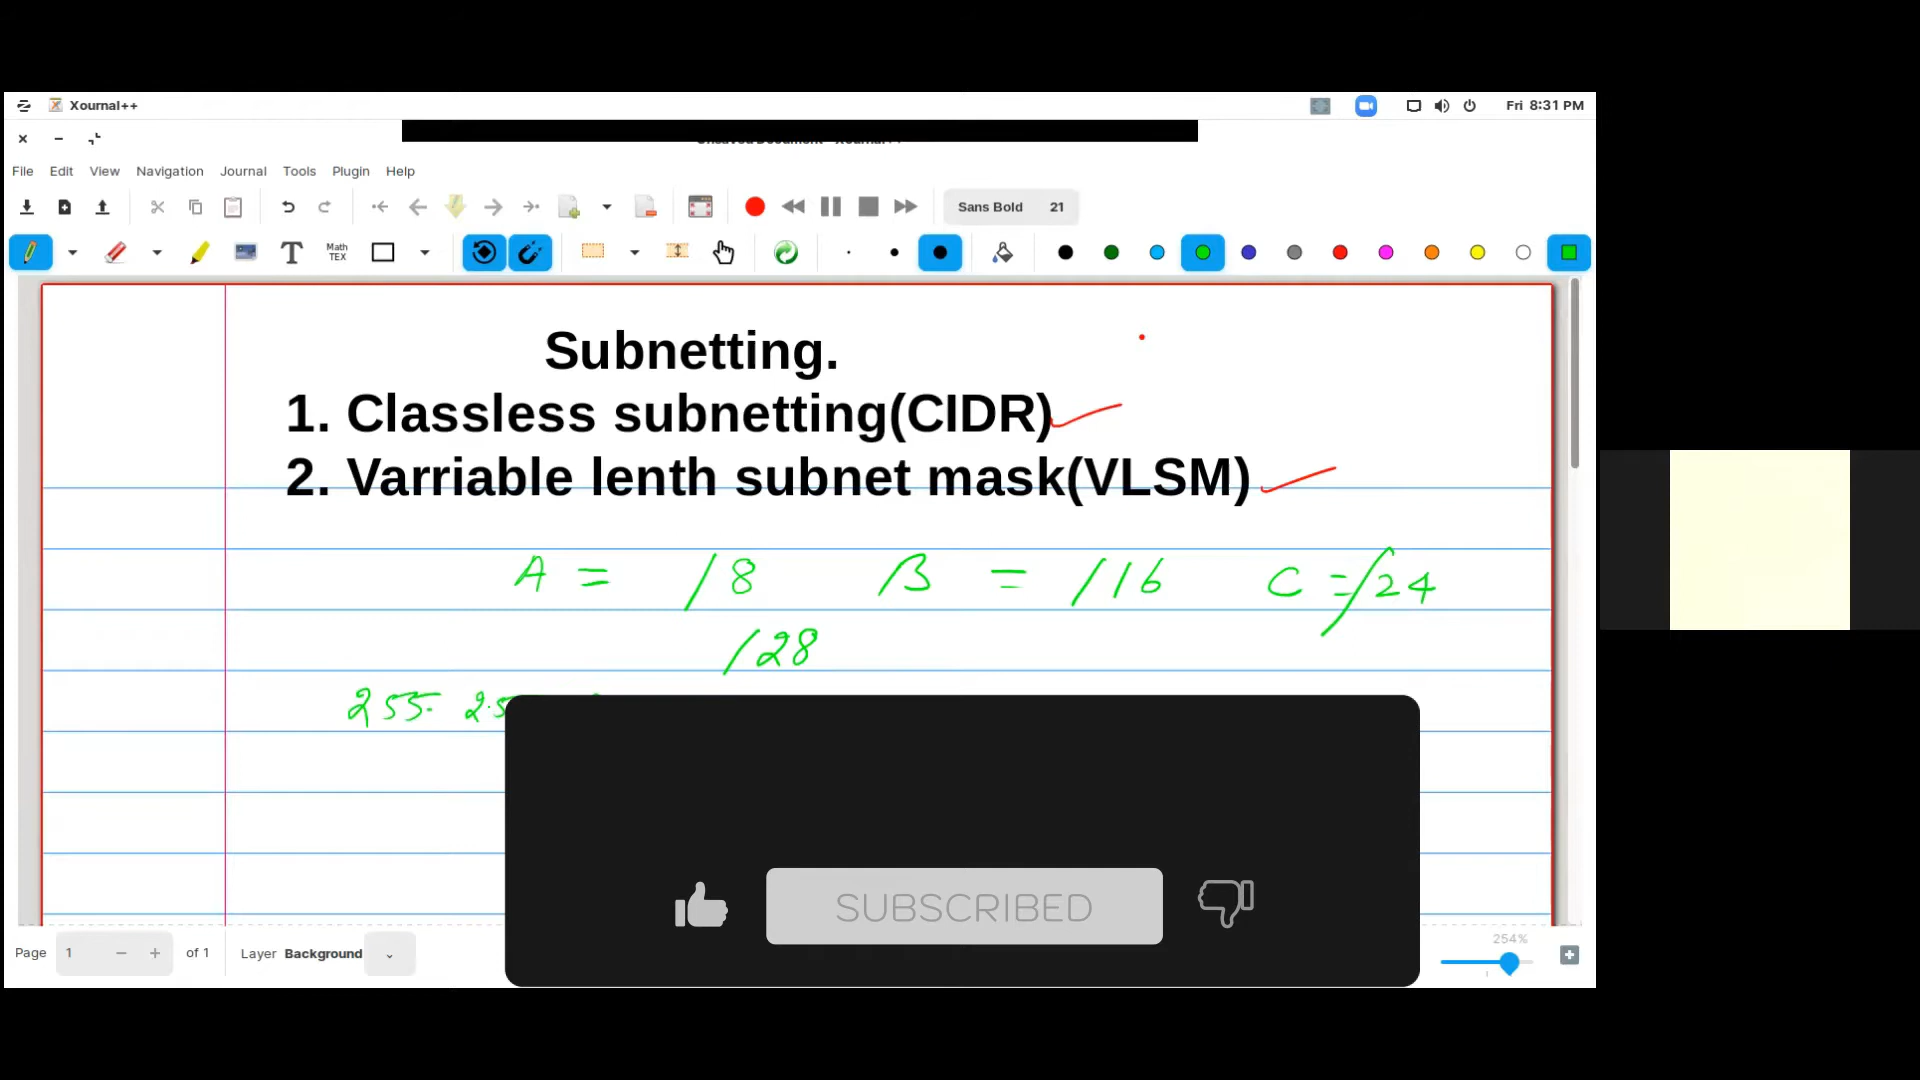 Xournal++
Fri 8:31 PM
File Edit View Navigation Journal Tools Plugin Help
Sans Bold 21
Math
TEX
Subnetting.
1. Classless subnetting(CIDR)
2. Varriable lenth subnet mask(VLSM)
A = /8 B = /16 C = /24
/28
255.
SUBSCRIBED
Page 1 of 1 Layer Background
254%